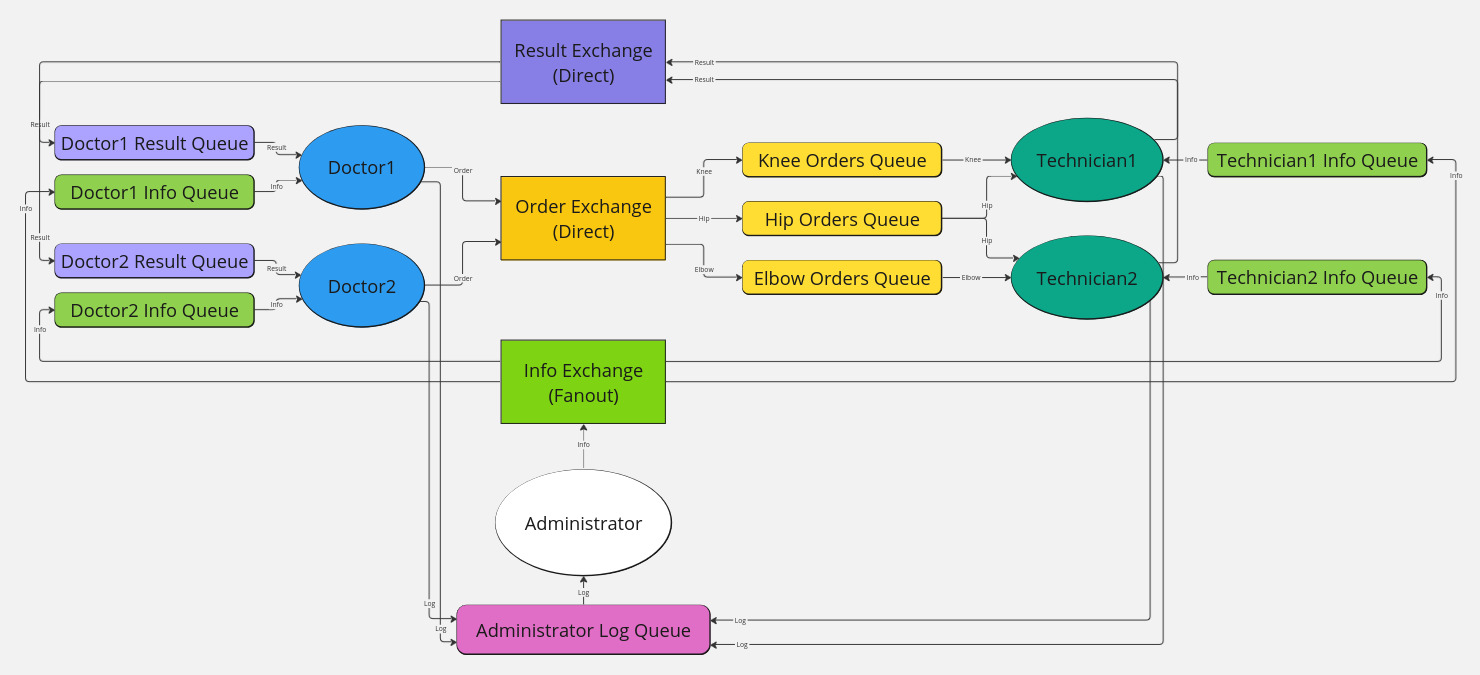 Result Exchange
(Direct)
Result
Result
Result
Doctor1 Result Queue
Result
Doctor1
Doctor1 Info Queue
Info
Info
Order
Order Exchange
(Direct)
Knee
Knee Orders Queue
Knee
Technician1
Info
Technician1 Info Queue
Info
Hip
Hip Orders Queue
Hip
Hip
Result
Doctor2 Result Queue
Result
Doctor2
Doctor2 Info Queue
Info
Info
Order
Elbow
Elbow Orders Queue
Elbow
Technician2
Info
Technician2 Info Queue
Info
Info Exchange
(Fanout)
Info
Administrator
Log
Log
Log
Administrator Log Queue
Log
Log